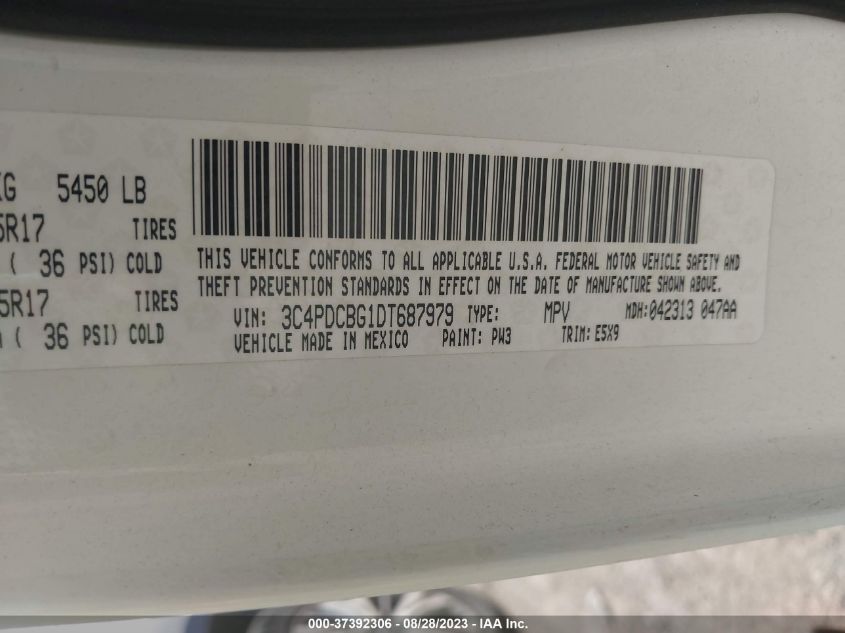 KG 5450 LB
5R17 TIRES
( 36 PSI) COLD
5R17 TIRES
( 36 PSI) COLD
THIS VEHICLE CONFORMS TO ALL APPLICABLE U.S.A. FEDERAL MOTOR VEHICLE SAFETY AND
THEFT PREVENTION STANDARDS IN EFFECT ON THE DATE OF MANUFACTURE SHOWN ABOVE.
VIN: 3C4PDCBG1DT687979 TYPE: MPV MDH:042313 047AA
VEHICLE MADE IN MEXICO PAINT: PW3 TRIM: E5X9
000-37392306 - 08/28/2023 - IAA Inc.